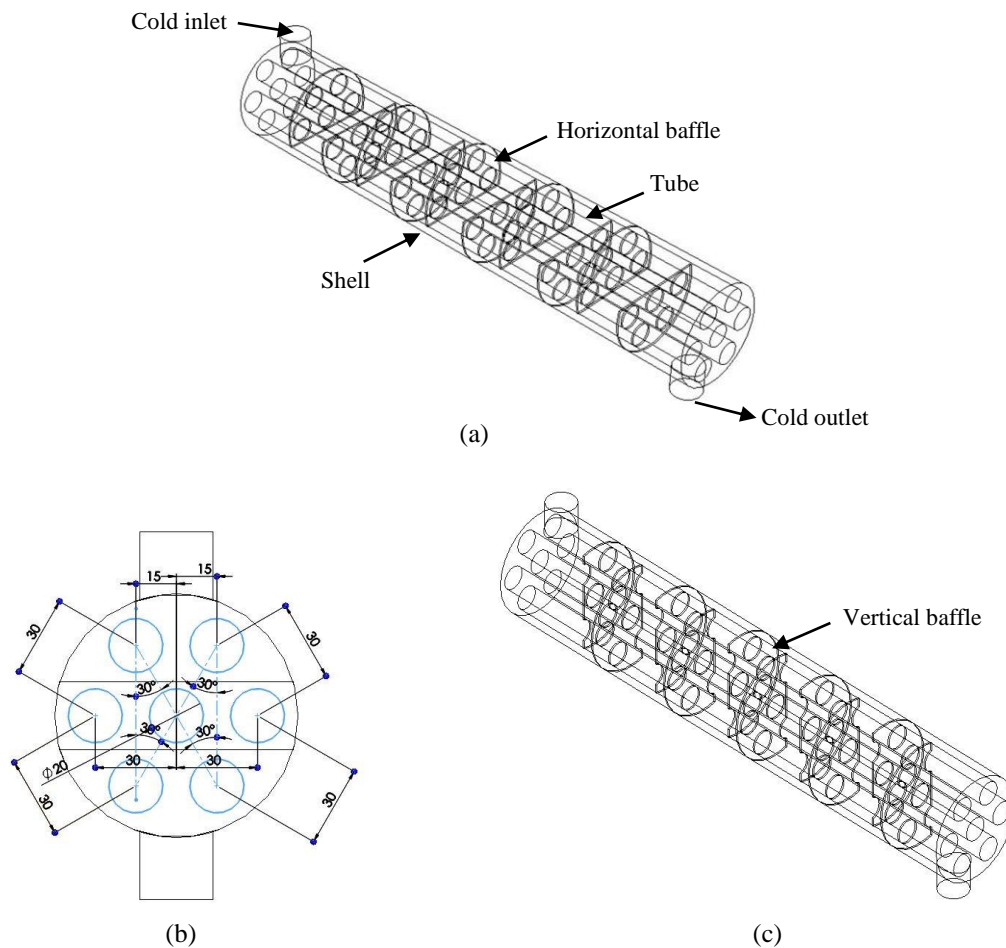 Cold inlet
Horizontal baffle
Tube
Shell
Cold outlet
(a)
15
15
30
30
30°
30°
30°
30°
Φ20
30
30
30
30
Vertical baffle
(b)
(c)